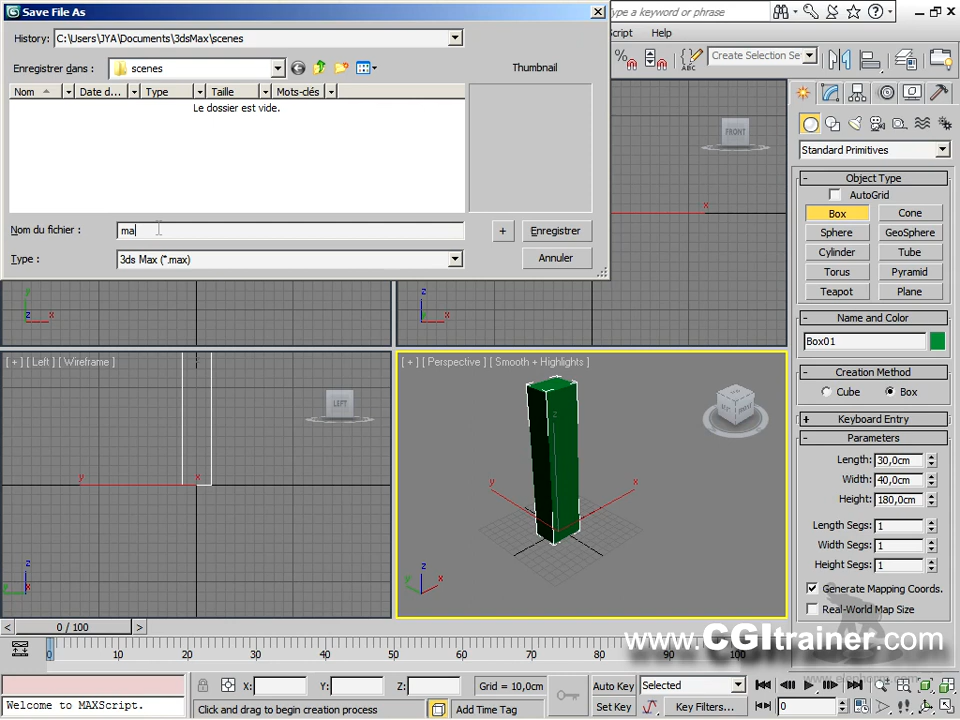 Save File As
type a keyword or phrase
History: C:\Users\JYA\Documents\3dsMax\scenes
cript Help
Enregistrer dans : scenes
Thumbnail
Create Selection Se
ABC
Nom Date d... Type Taille Mots-clés
Le dossier est vide.
FRONT
x
Standard Primitives
Object Type
AutoGrid
Box Cone
Sphere GeoSphere
Cylinder Tube
Torus Pyramid
Teapot Plane
Nom du fichier : ma
+ Enregistrer
Type : 3ds Max (*.max)
Annuler
y z x
z x
Name and Color
Box01
[ + ] [ Left ] [ Wireframe ]
[ + ] [ Perspective ] [ Smooth + Highlights ]
LEFT
Creation Method
Cube Box
Keyboard Entry
Parameters
Length: 30,0cm
Width: 40,0cm
Height: 180,0cm
Length Segs: 1
Width Segs: 1
Height Segs: 1
Generate Mapping Coords.
Real-World Map Size
y x
z y x
z
y x
z
0 / 100
www.CGItrainer.com
0 10 20 30 40 50 60 70 80 90 100
X: Y: Z: Grid = 10,0cm
Auto Key Selected
Welcome to MAXScript.
Click and drag to begin creation process
Add Time Tag
Set Key Key Filters...
0